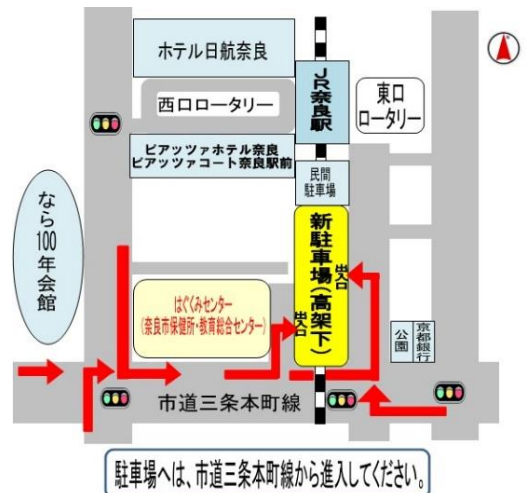 ホテル日航奈良
JR奈良駅
西口ロータリー
東口
ロータリー
ピアッツァホテル奈良
ピアッツァコート奈良駅前
民間
駐車場
なら100年会館
新駐車場(高架下)
出入口
出入口
はぐくみセンター
(奈良市保健所・教育総合センター)
公園
京都銀行
市道三条本町線
駐車場へは、市道三条本町線から進入してください。